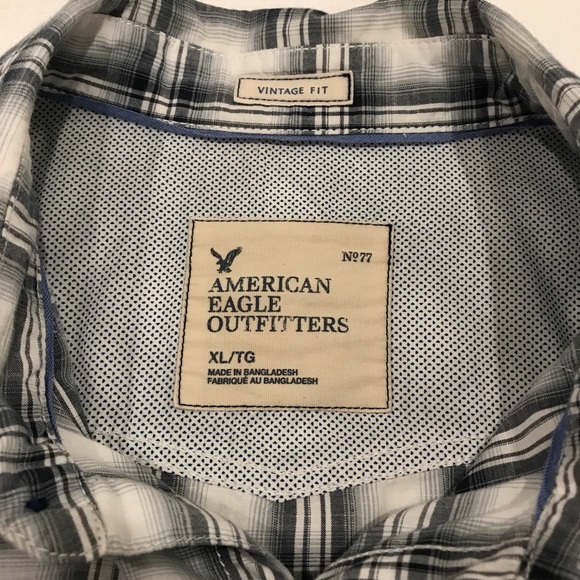 VINTAGE FIT
Nº77
AMERICAN
EAGLE
OUTFITTERS
XL/TG
MADE IN BANGLADESH
FABRIQUÉ AU BANGLADESH